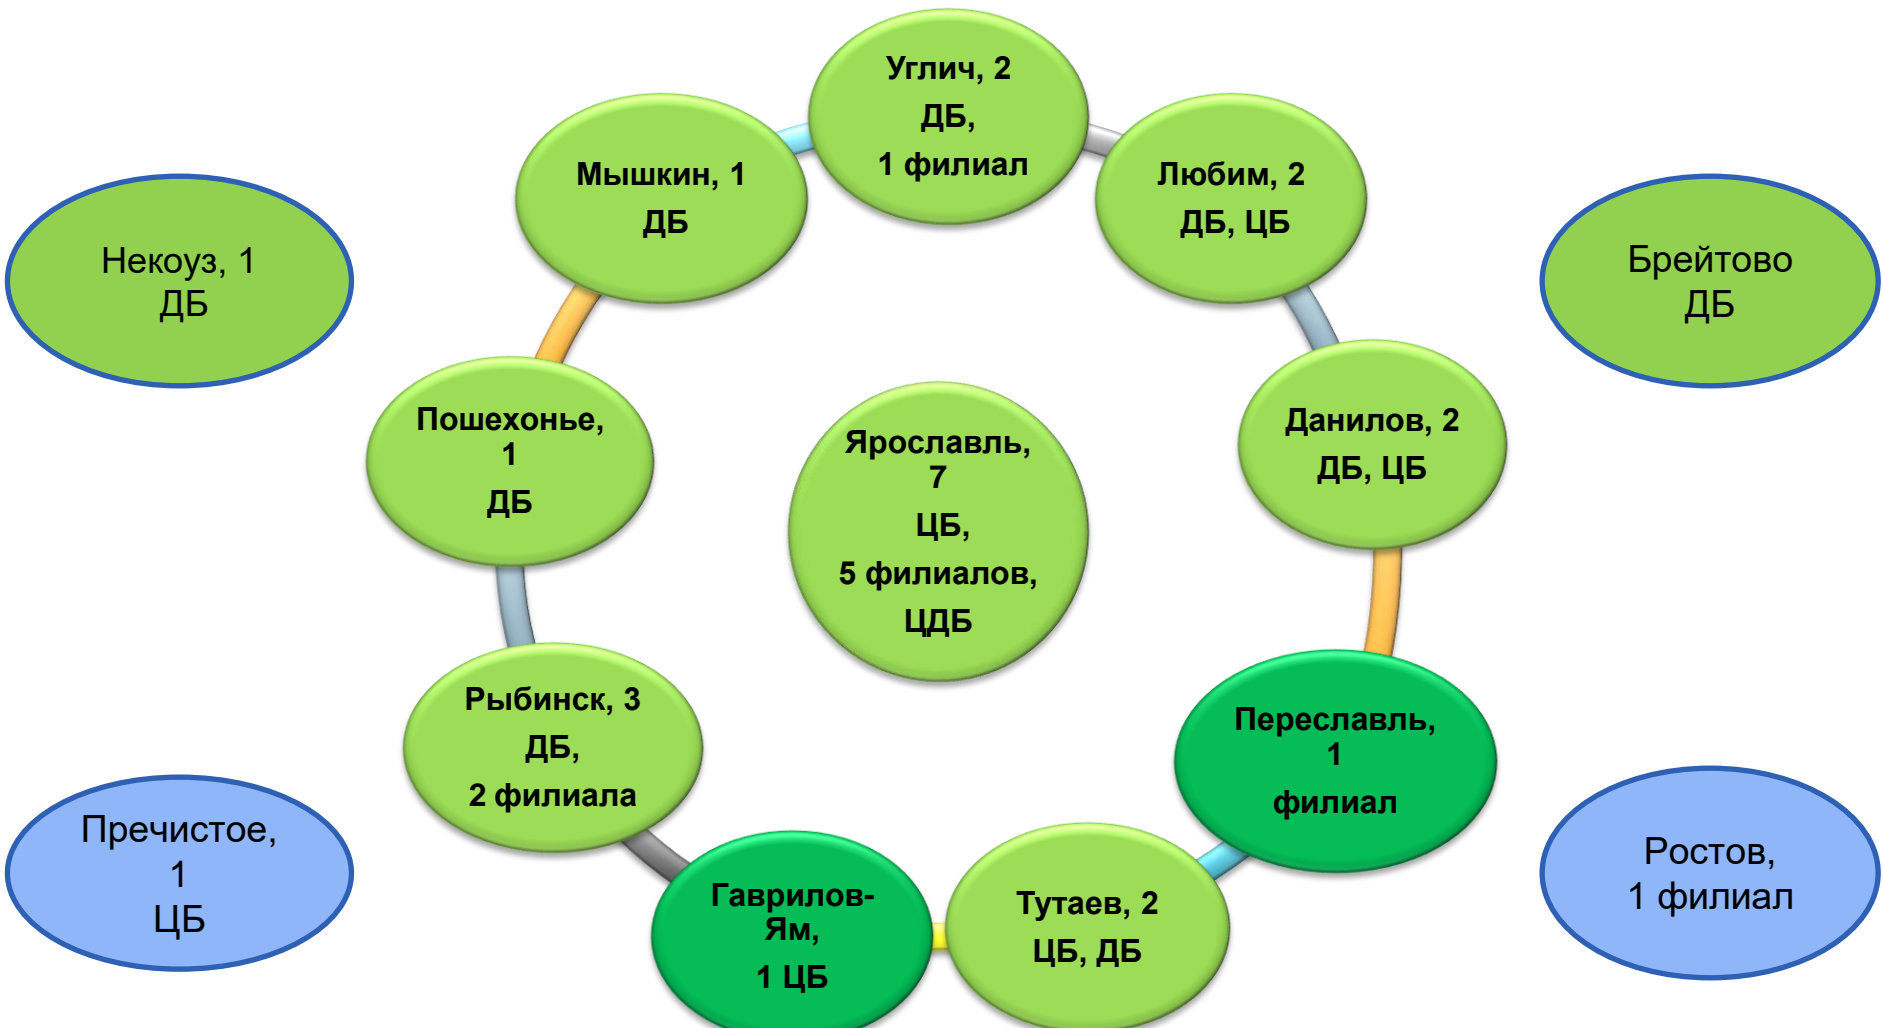 Углич, 2
ДБ,
1 филиал
Мышкин, 1
ДБ
Любим, 2
ДБ, ЦБ
Некоуз, 1
ДБ
Брейтово
ДБ
Пошехонье,
1
ДБ
Ярославль,
7
ЦБ,
5 филиалов,
ЦДБ
Данилов, 2
ДБ, ЦБ
Рыбинск, 3
ДБ,
2 филиала
Переславль,
1
филиал
Пречистое,
1
ЦБ
Гаврилов-
Ям,
1 ЦБ
Тутаев, 2
ЦБ, ДБ
Ростов,
1 филиал